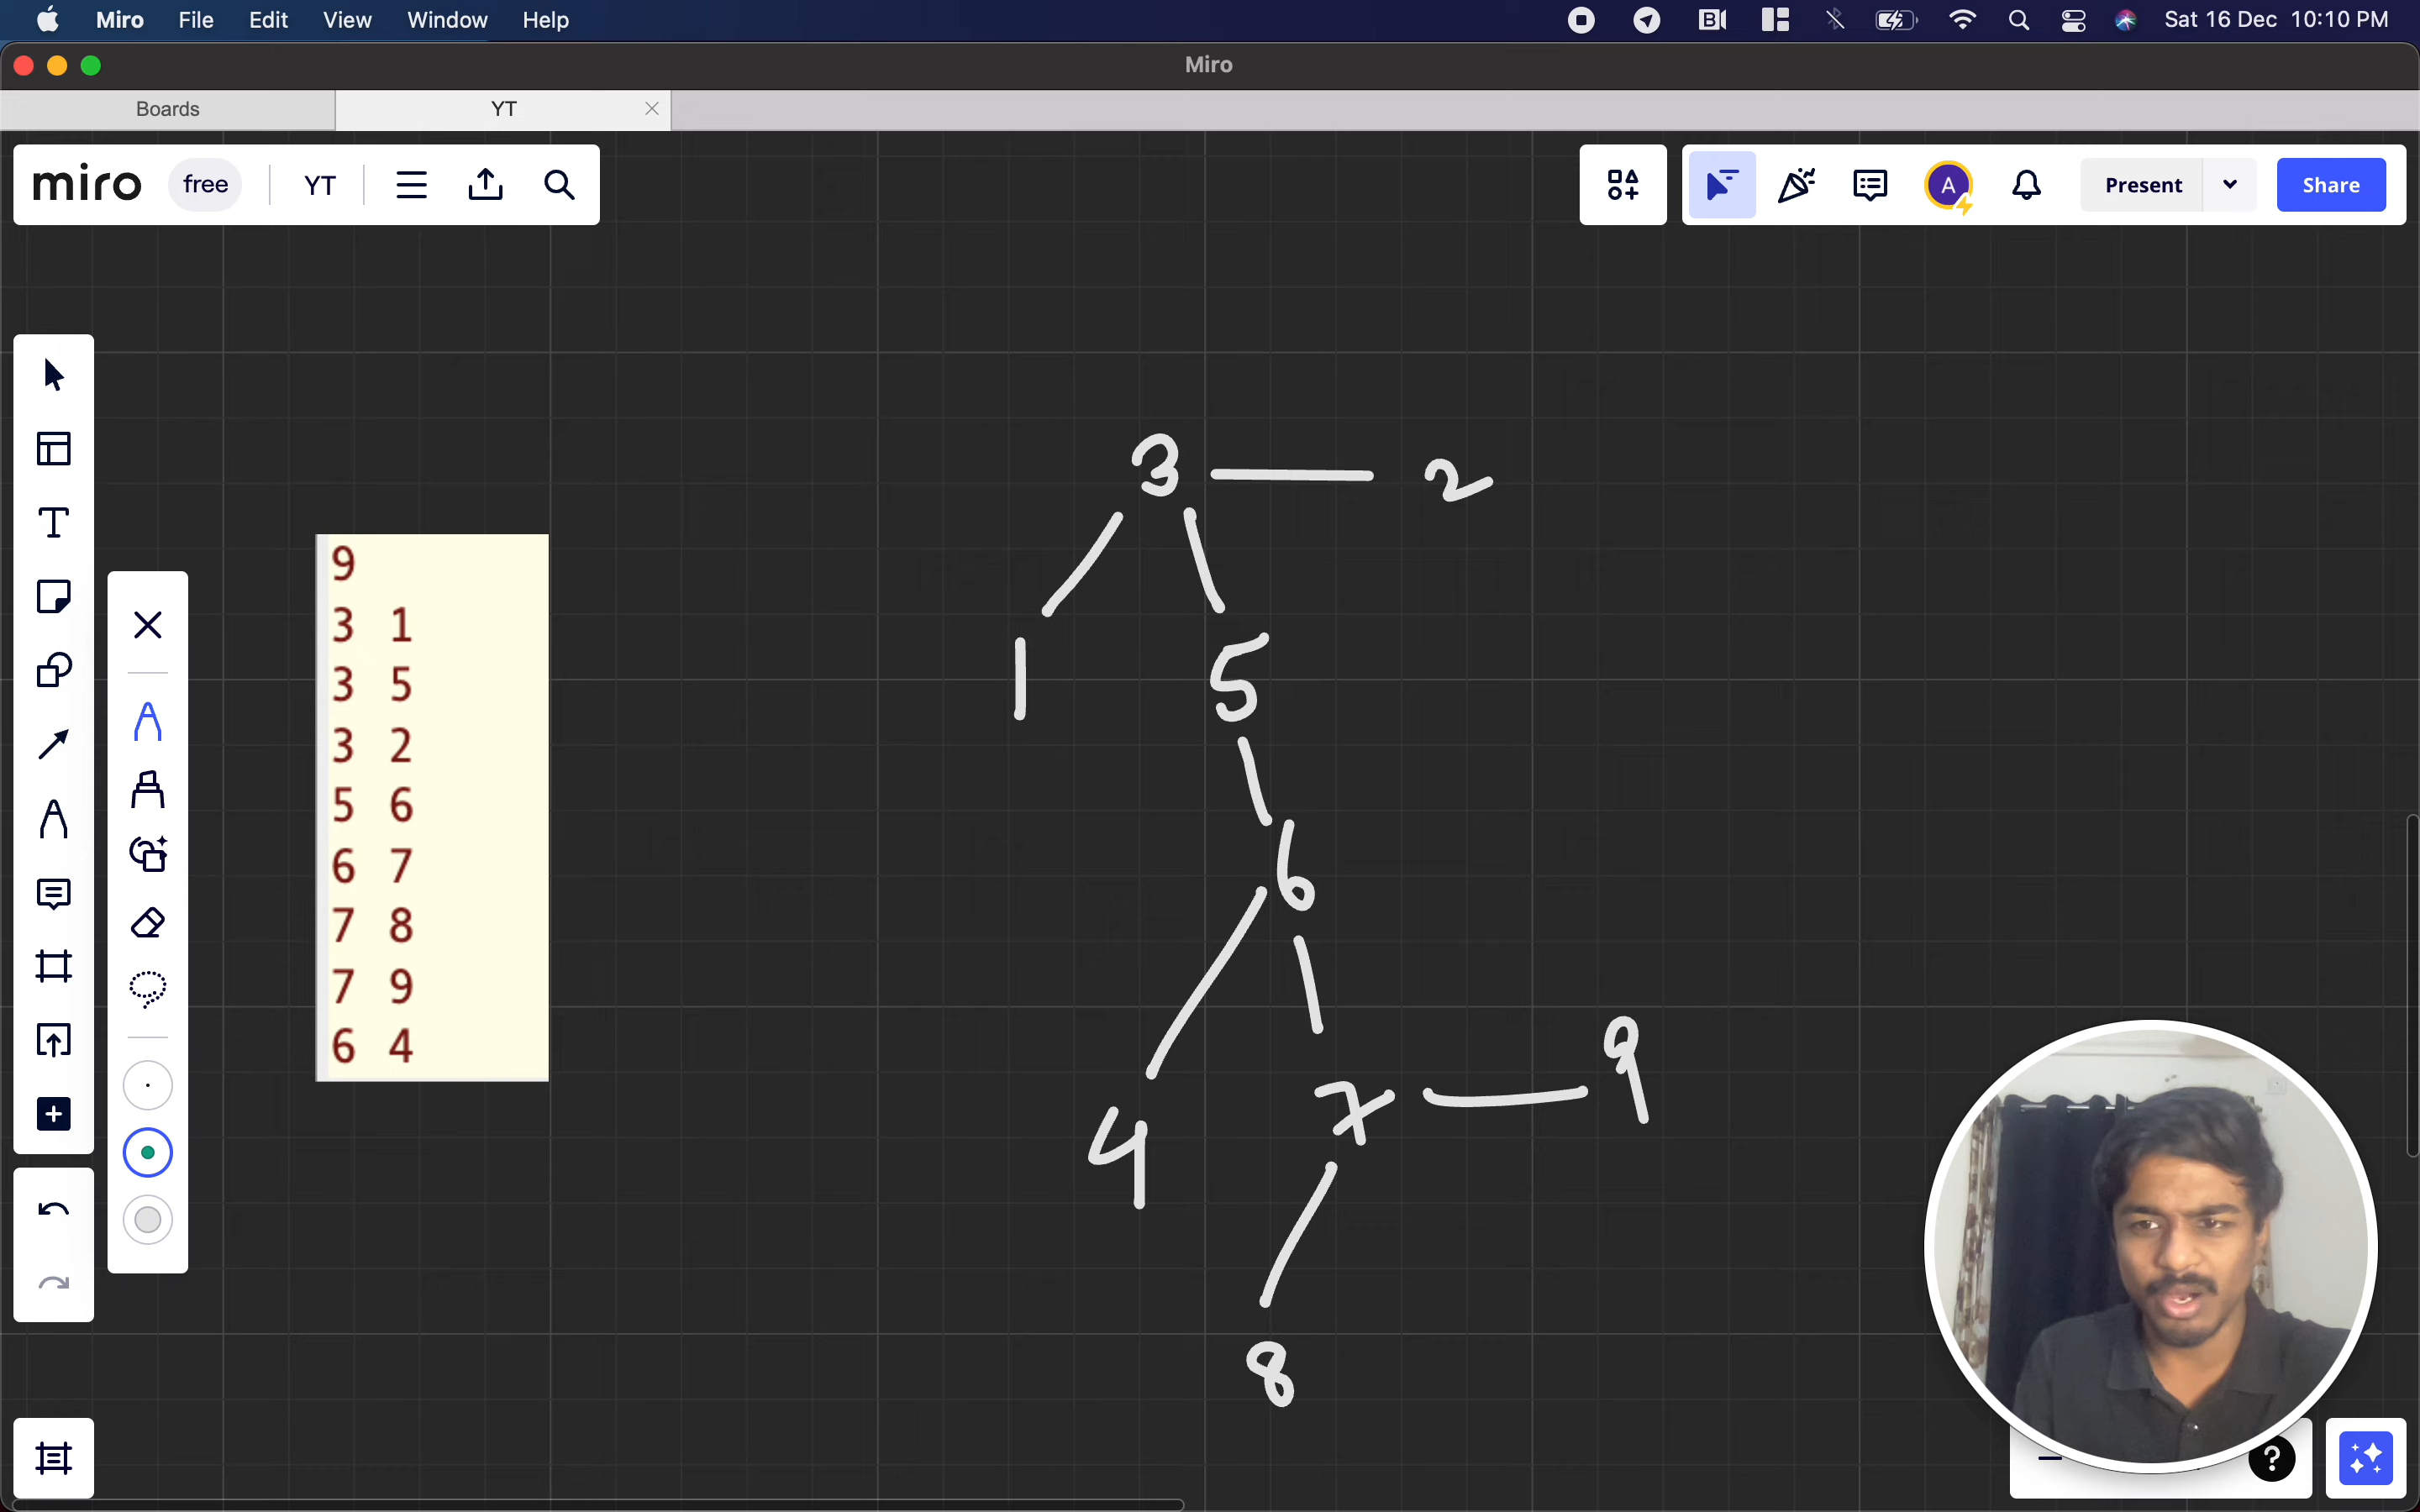 Miro File Edit View Window Help Sat 16 Dec 10:10 PM
Miro
Boards YT
miro free YT Present Share
A
3 2
9
3 1
3 5
3 2
5 6
6 7
7 8
7 9
6 4
1 5
6
4 7 9
8
?